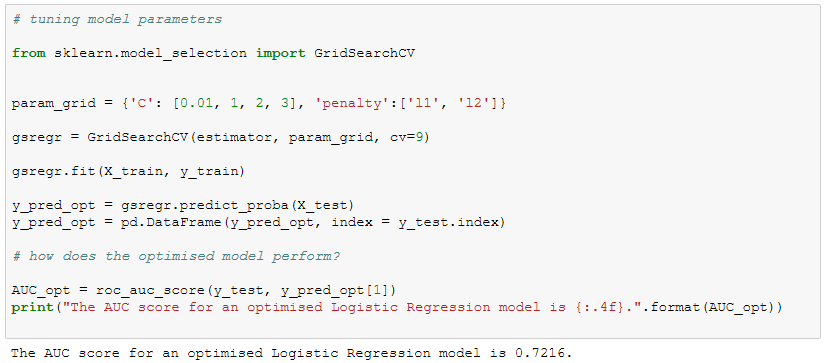 # tuning model parameters
from sklearn.model_selection import GridSearchCV
param_grid = {'C': [0.01, 1, 2, 3], 'penalty':['l1', 'l2']}
gsregr = GridSearchCV(estimator, param_grid, cv=9)
gsregr.fit(X_train, y_train)
y_pred_opt = gsregr.predict_proba(X_test)
y_pred_opt = pd.DataFrame(y_pred_opt, index = y_test.index)
# how does the optimised model perform?
AUC_opt = roc_auc_score(y_test, y_pred_opt[1])
print("The AUC score for an optimised Logistic Regression model is {:.4f}.".format(AUC_opt))
The AUC score for an optimised Logistic Regression model is 0.7216.